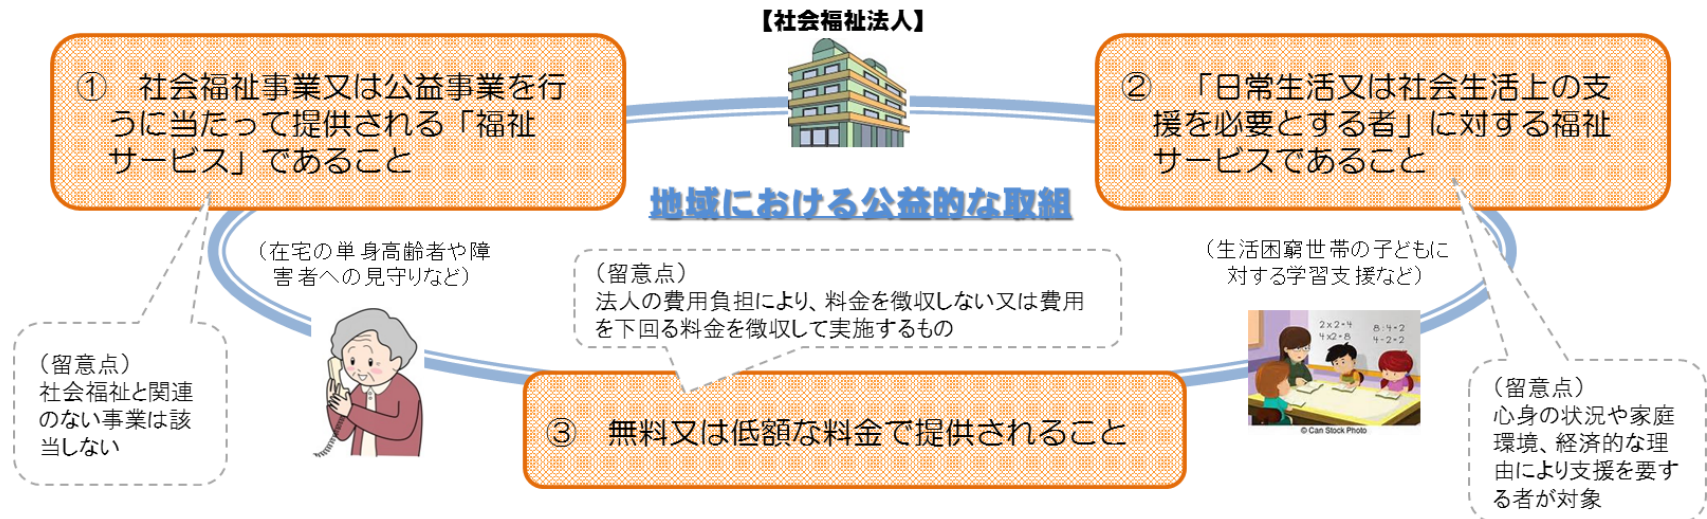 【社会福祉法人】
① 社会福祉事業又は公益事業を行
うに当たって提供される「福祉
サービス」であること
② 「日常生活又は社会生活上の支
援を必要とする者」に対する福祉
サービスであること
地域における公益的な取組
（在宅の単身高齢者や障
害者への見守りなど）
（留意点）
法人の費用負担により、料金を徴収しない又は費用
を下回る料金を徴収して実施するもの
（生活困窮世帯の子どもに
対する学習支援など）
2x2=4
4x2=8
8:4=2
4-2=2
© Can Stock Photo
（留意点）
社会福祉と関連
のない事業は該
当しない
③ 無料又は低額な料金で提供されること
（留意点）
心身の状況や家庭
環境、経済的な理
由により支援を要す
る者が対象